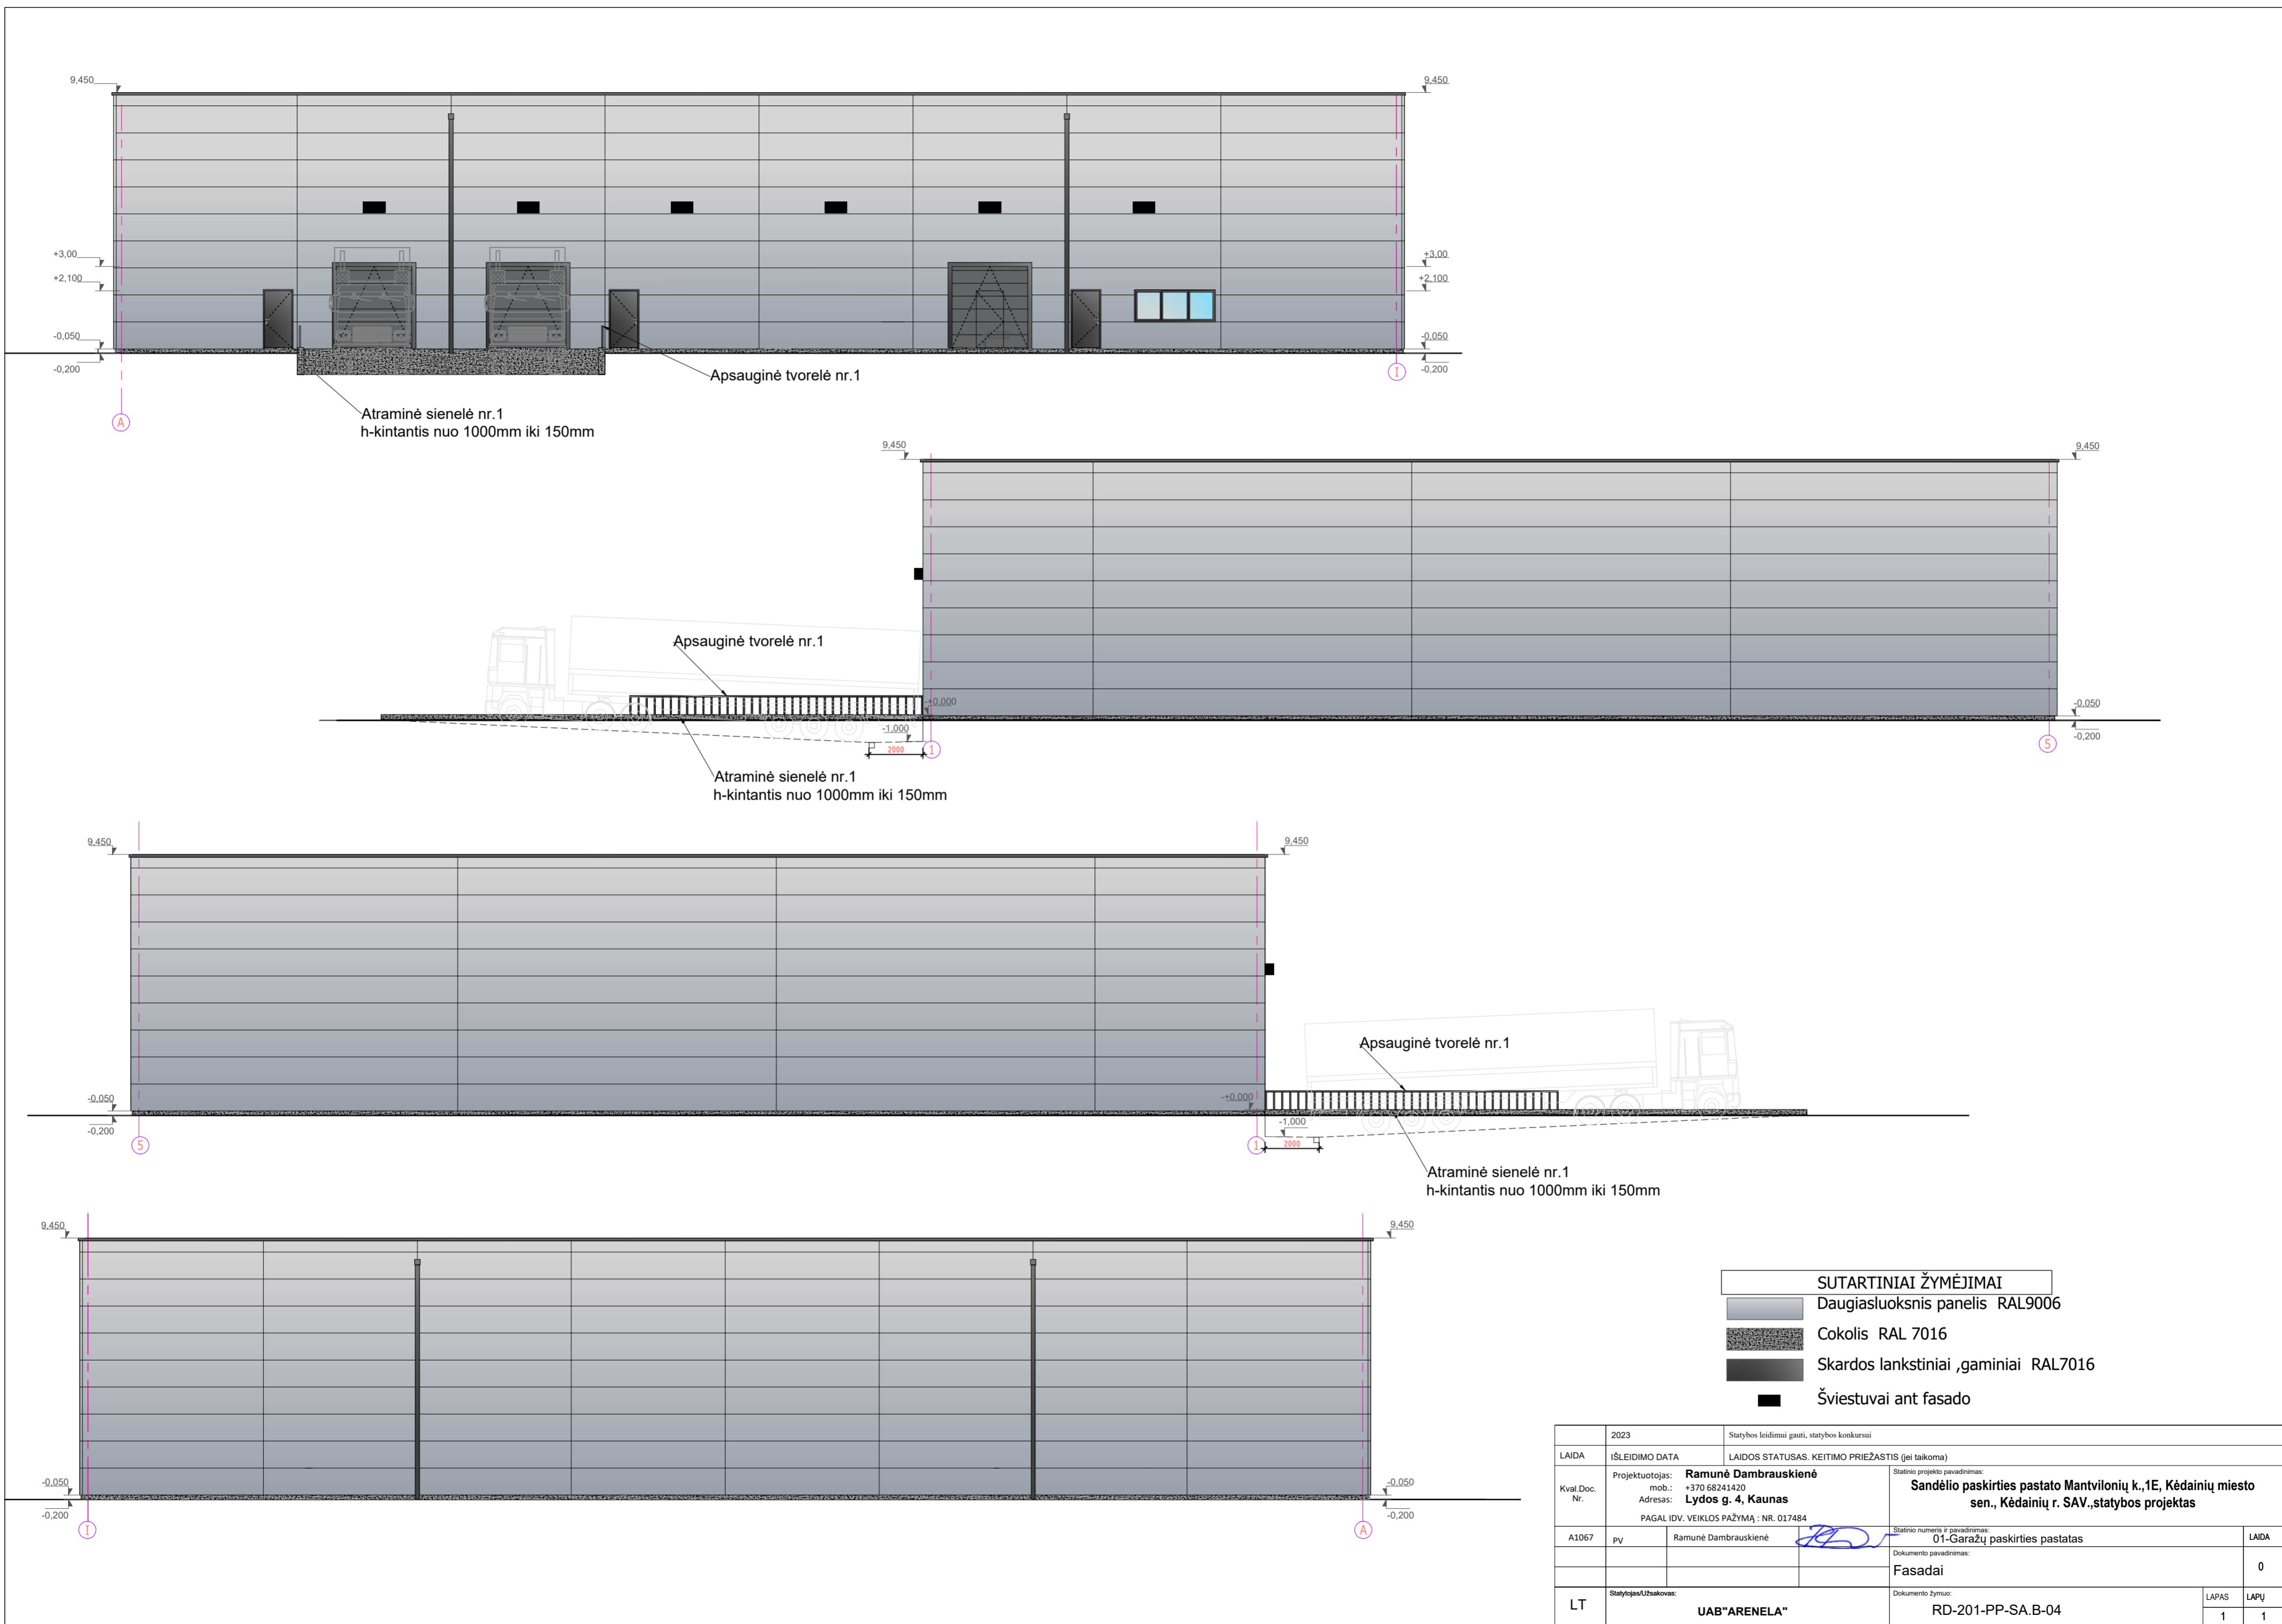 9,450
9,450
+3,00
+2,100
-0,050
-0,200
+3,00
+2,100
-0,050
-0,200
Apsauginė tvorelė nr.1
Atraminė sienelė nr.1
h-kintantis nuo 1000mm iki 150mm
A
I
9,450
9,450
Apsauginė tvorelė nr.1
-+0,000
-1,000
2000
1
-0,050
-0,200
5
Atraminė sienelė nr.1
h-kintantis nuo 1000mm iki 150mm
9,450
9,450
Apsauginė tvorelė nr.1
-0,050
-0,200
5
-+0,000
-1,000
2000
1
Atraminė sienelė nr.1
h-kintantis nuo 1000mm iki 150mm
9,450
9,450
-0,050
-0,200
I
-0,050
-0,200
A
SUTARTINIAI ŽYMĖJIMAI
Daugiasluoksnis panelis RAL9006
Cokolis RAL 7016
Skardos lankstiniai ,gaminiai RAL7016
Šviestuvai ant fasado
2023 Statybos leidimui gauti, statybos konkursui
LAIDA IŠLEIDIMO DATA LAIDOS STATUSAS. KEITIMO PRIEŽASTIS (jei taikoma)
Kval.Doc. Nr.
Projektuotojas: Ramunė Dambrauskienė
mob.: +370 68241420
Adresas: Lydos g. 4, Kaunas
PAGAL IDV. VEIKLOS PAŽYMĄ : NR. 017484
Statinio projekto pavadinimas:
Sandėlio paskirties pastato Mantvilonių k.,1E, Kėdainių miesto
sen., Kėdainių r. SAV.,statybos projektas
A1067 PV Ramunė Dambrauskienė
Statinio numeris ir pavadinimas:
01-Garažų paskirties pastatas
LAIDA
Dokumento pavadinimas:
Fasadai
0
LT
Statytojas/Užsakovas:
UAB"ARENELA"
Dokumento žymuo:
RD-201-PP-SA.B-04
LAPAS LAPŲ
1 1